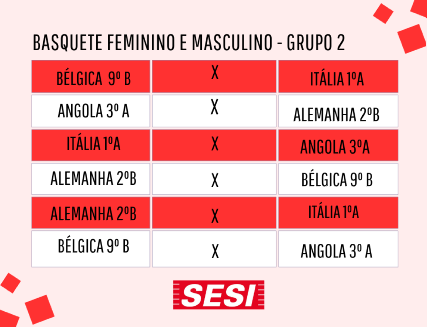 BASQUETE FEMININO E MASCULINO - GRUPO 2
BÉLGICA 9º B X ITÁLIA 1ºA
ANGOLA 3º A X ALEMANHA 2ºB
ITÁLIA 1ºA X ANGOLA 3ºA
ALEMANHA 2ºB X BÉLGICA 9º B
ALEMANHA 2ºB X ITÁLIA 1ºA
BÉLGICA 9º B X ANGOLA 3º A
SESI